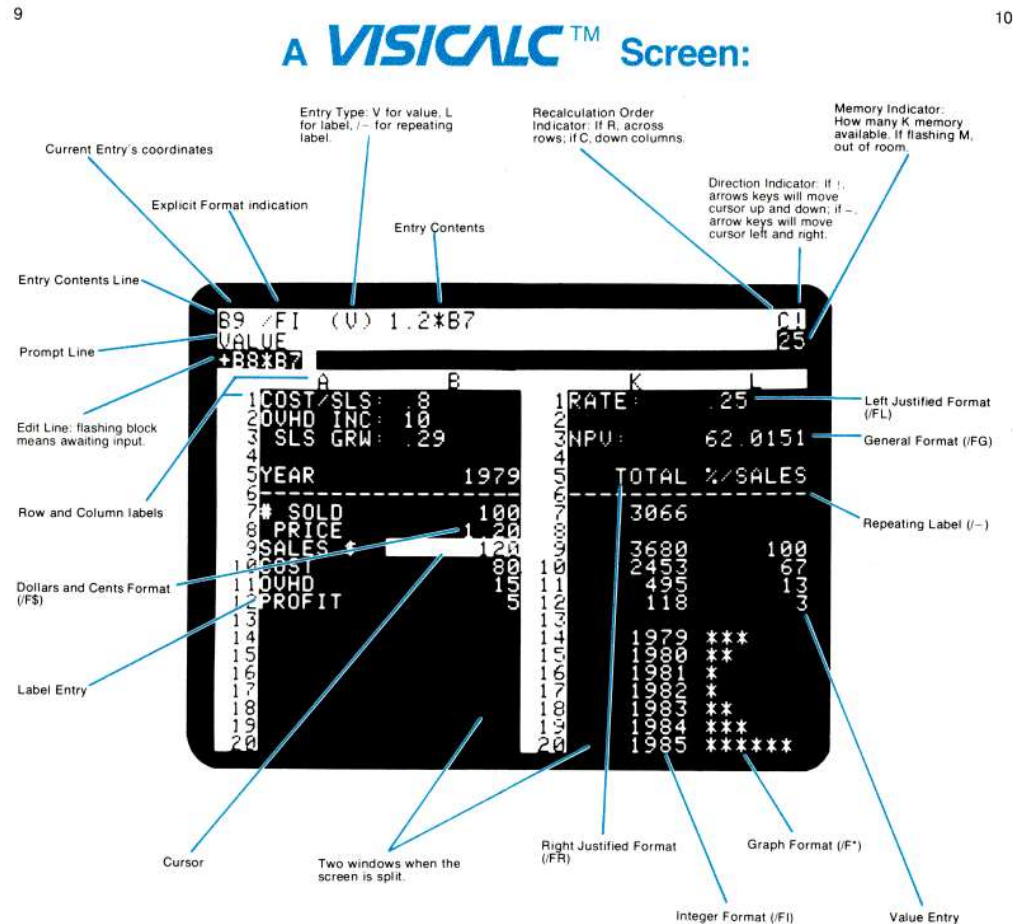 9
10
A VISICALC™ Screen:
Entry Type: V for value, L
for label, /– for repeating
label.
Recalculation Order
Indicator: If R, across
rows; if C, down columns.
Memory Indicator:
How many K memory
available. If flashing M,
out of room.
Current Entry's coordinates
Explicit Format indication
Entry Contents
Direction Indicator: If !,
arrows keys will move
cursor up and down; if –,
arrow keys will move
cursor left and right.
Entry Contents Line
B9 /FI (V) 1.2*B7 C!
Prompt Line
VALUE 25
+B8*B7
A B K L
1 COST/SLS: .8 1 RATE: .25
2 OVHD INC: 10 2
3 SLS GRW: .29 3 NPV: 62.0151
4 4
5 YEAR 1979 5 TOTAL %/SALES
6 -------------------- 6 --------------------
7 # SOLD 100 7 3066
8 PRICE 1.20 8
9 SALES $ 120 9 3680 100
10 COST 80 10 2453 67
11 OVHD 15 11 495 13
12 PROFIT 5 12 118 3
13 13
14 14 1979 ***
15 15 1980 **
16 16 1981 *
17 17 1982 *
18 18 1983 **
19 19 1984 ***
20 20 1985 ******
Edit Line: flashing block
means awaiting input.
Row and Column labels
Dollars and Cents Format
(/F$)
Label Entry
Left Justified Format
(/FL)
General Format (/FG)
Repeating Label (/–)
Cursor
Two windows when the
screen is split.
Right Justified Format
(/FR)
Graph Format (/F*)
Integer Format (/FI)
Value Entry